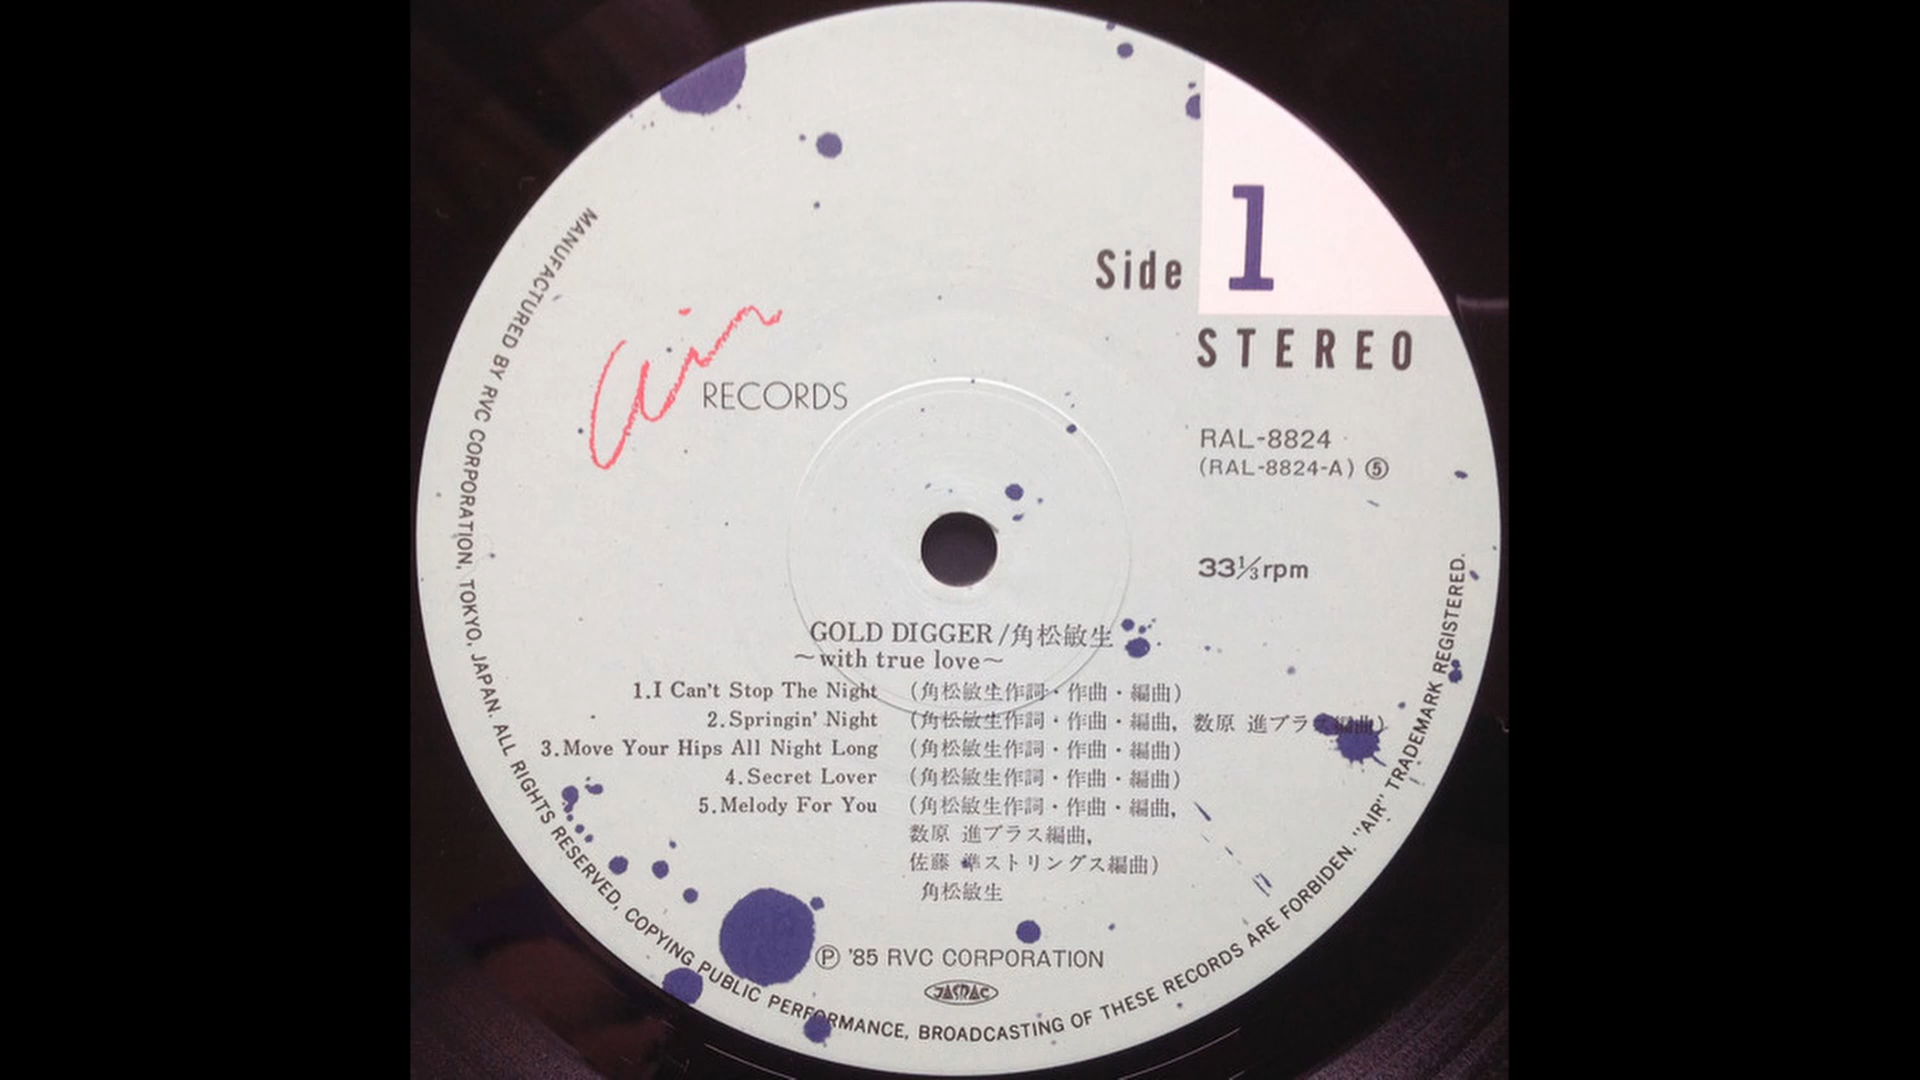 Side 1
STEREO
air RECORDS
RAL-8824
(RAL-8824-A) ⑤
33⅓rpm
GOLD DIGGER/角松敏生
〜with true love〜
1.I Can't Stop The Night (角松敏生作詞・作曲・編曲)
2.Springin' Night (角松敏生作詞・作曲・編曲, 数原 進ブラス編曲)
3.Move Your Hips All Night Long (角松敏生作詞・作曲・編曲)
4.Secret Lover (角松敏生作詞・作曲・編曲)
5.Melody For You (角松敏生作詞・作曲・編曲,
数原 進ブラス編曲,
佐藤 準ストリングス編曲)
角松敏生
Ⓟ '85 RVC CORPORATION
JASRAC
MANUFACTURED BY RVC CORPORATION, TOKYO, JAPAN. ALL RIGHTS RESERVED, COPYING PUBLIC PERFORMANCE, BROADCASTING OF THESE RECORDS ARE FORBIDEN. "AIR" TRADEMARK REGISTERED.